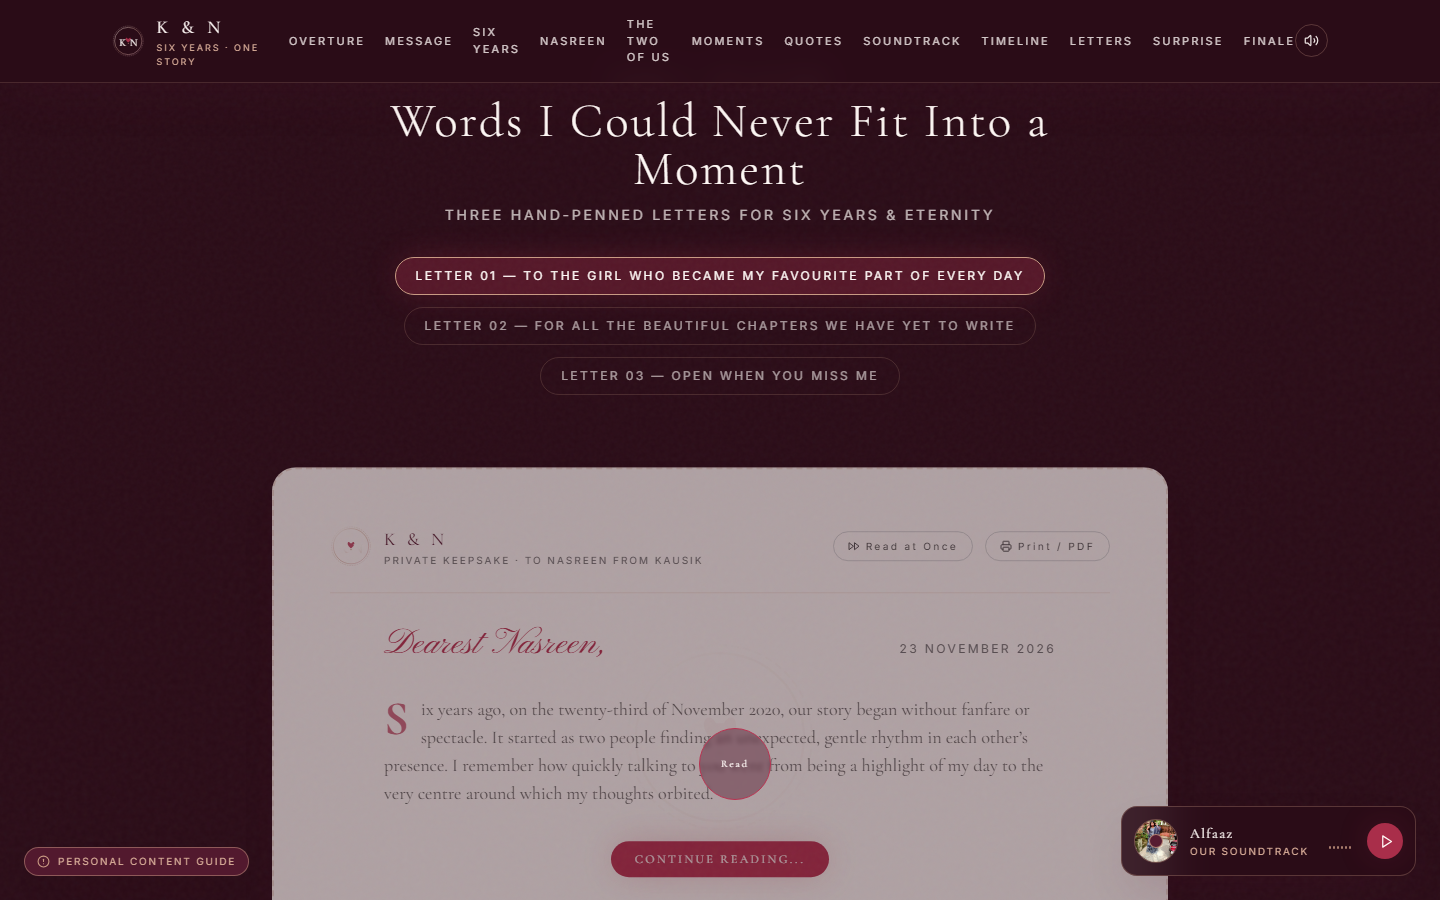 K & N
SIX YEARS · ONE
STORY
OVERTURE
MESSAGE
SIX
YEARS
NASREEN
THE
TWO
OF US
MOMENTS
QUOTES
SOUNDTRACK
TIMELINE
LETTERS
SURPRISE
FINALE
Words I Could Never Fit Into a
Moment
THREE HAND-PENNED LETTERS FOR SIX YEARS & ETERNITY
LETTER 01 — TO THE GIRL WHO BECAME MY FAVOURITE PART OF EVERY DAY
LETTER 02 — FOR ALL THE BEAUTIFUL CHAPTERS WE HAVE YET TO WRITE
LETTER 03 — OPEN WHEN YOU MISS ME
K & N
PRIVATE KEEPSAKE · TO NASREEN FROM KAUSIK
Read at Once
Print / PDF
Dearest Nasreen,
23 NOVEMBER 2026
Six years ago, on the twenty-third of November 2020, our story began without fanfare or
spectacle. It started as two people finding unexpected, gentle rhythm in each other's
presence. I remember how quickly talking to from being a highlight of my day to the
very centre around which my thoughts orbited.
Read
CONTINUE READING...
PERSONAL CONTENT GUIDE
Alfaaz
OUR SOUNDTRACK